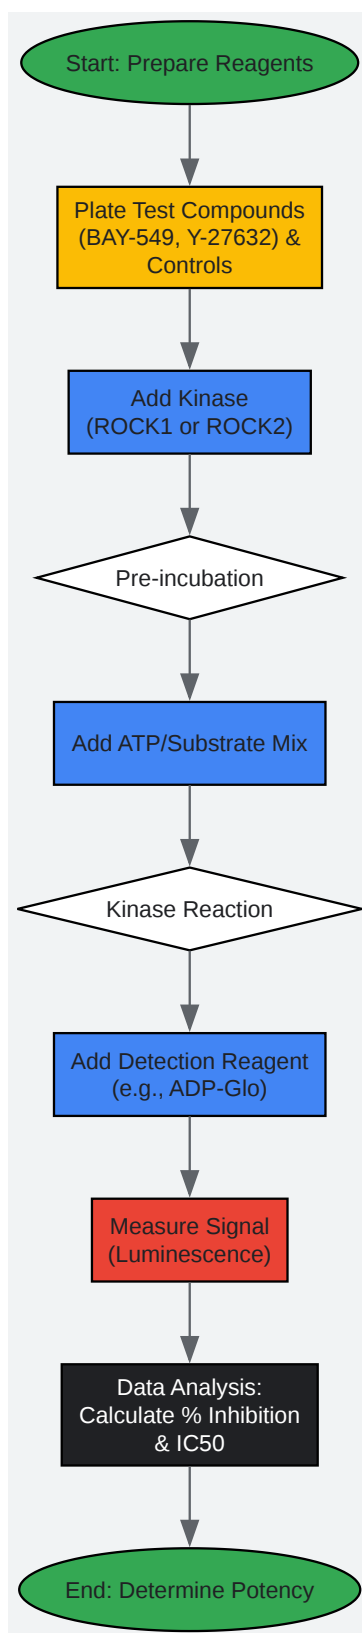 Start: Prepare Reagents
Plate Test Compounds
(BAY-549, Y-27632) &
Controls
Add Kinase
(ROCK1 or ROCK2)
Pre-incubation
Add ATP/Substrate Mix
Kinase Reaction
Add Detection Reagent
(e.g., ADP-Glo)
Measure Signal
(Luminescence)
Data Analysis:
Calculate % Inhibition
& IC50
End: Determine Potency